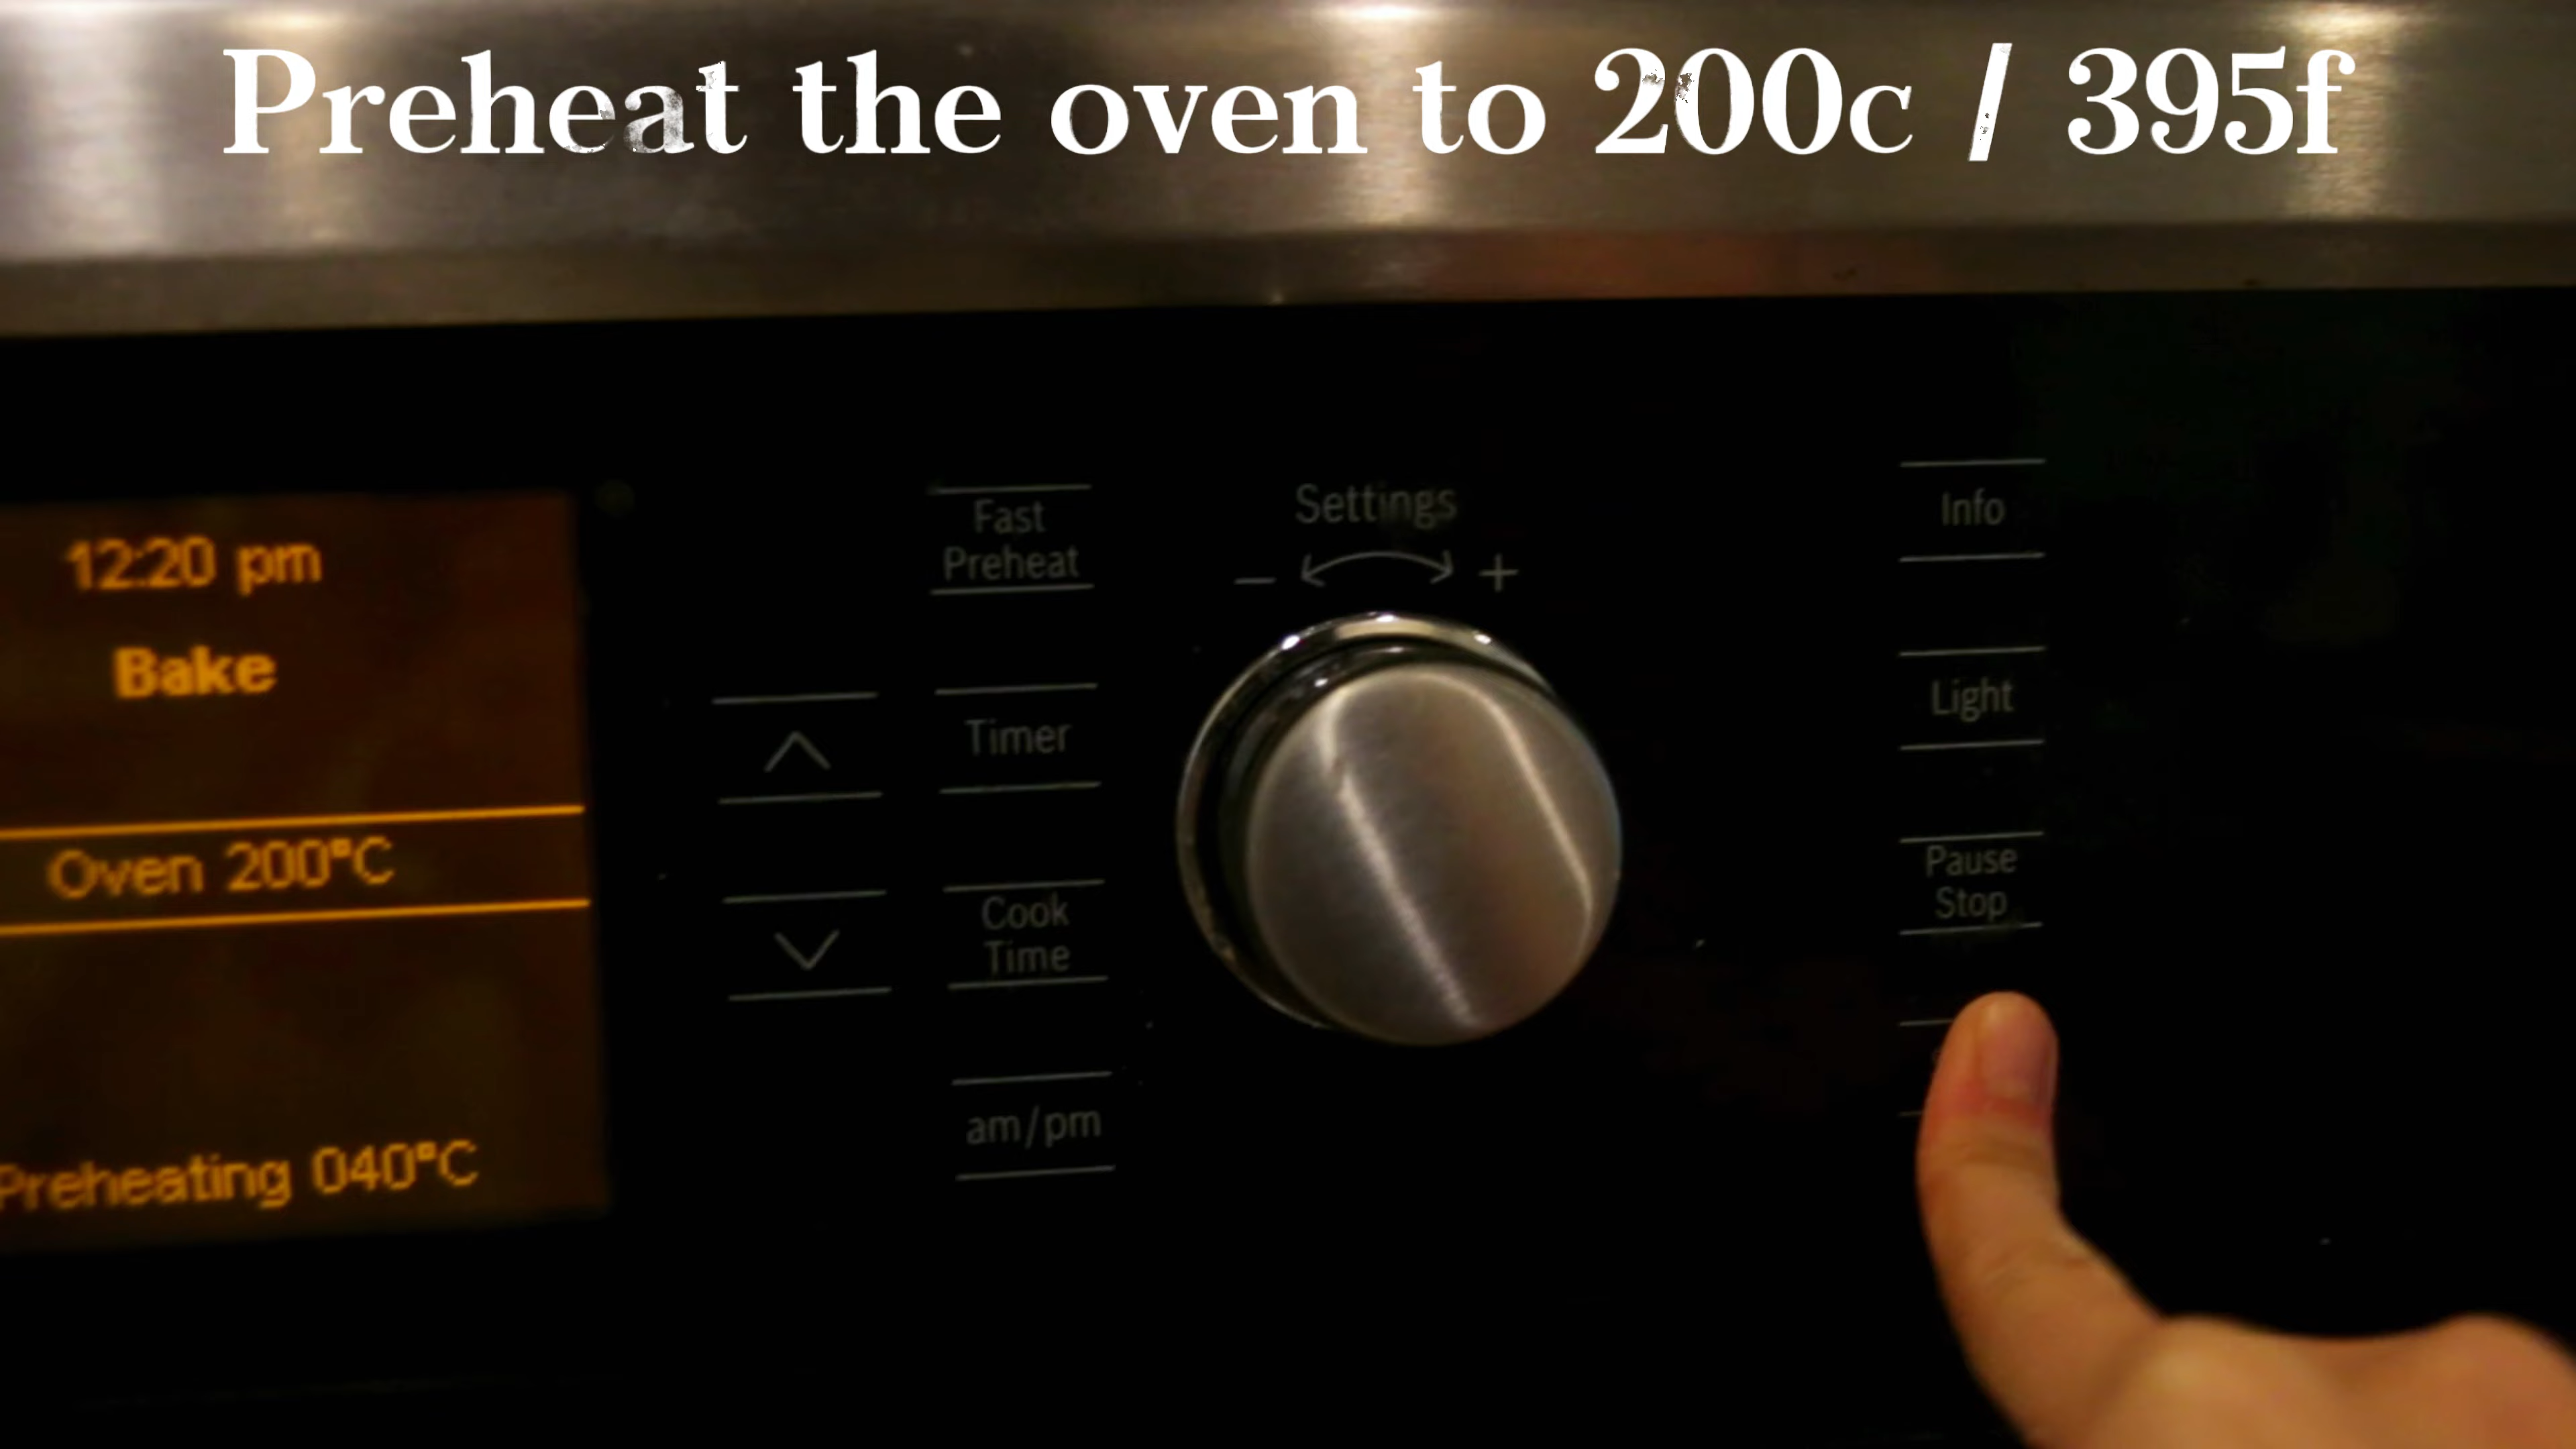 Preheat the oven to 200c / 395f
12:20 pm
Bake
Oven 200°C
Preheating 040°C
Fast
Preheat
Timer
Cook
Time
am/pm
Settings
- +
Info
Light
Pause
Stop